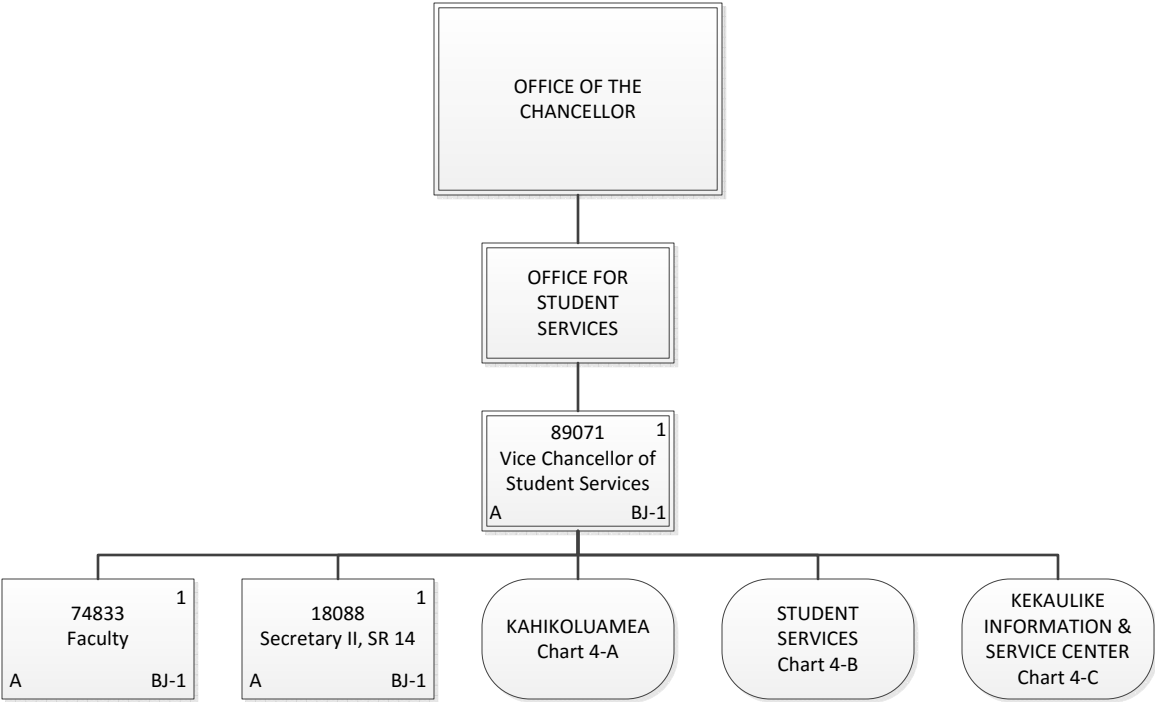 OFFICE OF THE
CHANCELLOR
OFFICE FOR
STUDENT
SERVICES
89071 1
Vice Chancellor of
Student Services
A BJ-1
1
74833
Faculty
A BJ-1
1
18088
Secretary II, SR 14
A BJ-1
KAHIKOLUAMEA
Chart 4-A
STUDENT
SERVICES
Chart 4-B
KEKAULIKE
INFORMATION &
SERVICE CENTER
Chart 4-C